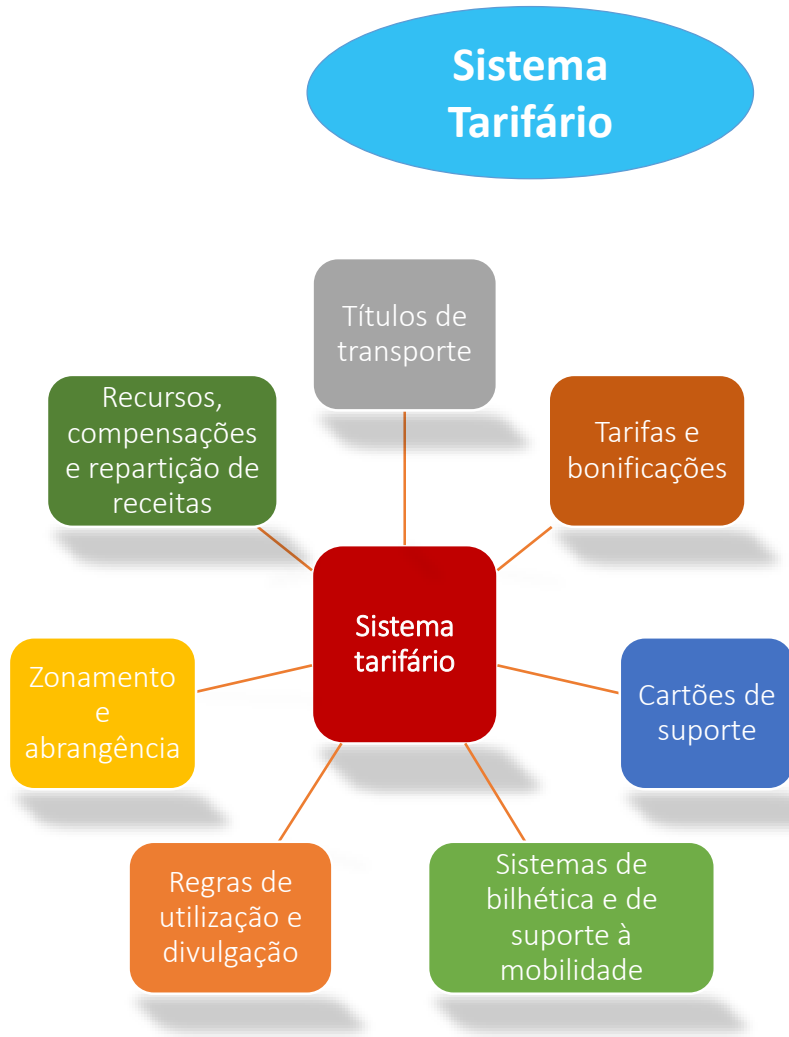 Sistema
Tarifário
Títulos de
transporte
Recursos,
compensações
e repartição de
receitas
Tarifas e
bonificações
Sistema
tarifário
Zonamento
e
abrangência
Cartões de
suporte
Regras de
utilização e
divulgação
Sistemas de
bilhética e de
suporte à
mobilidade